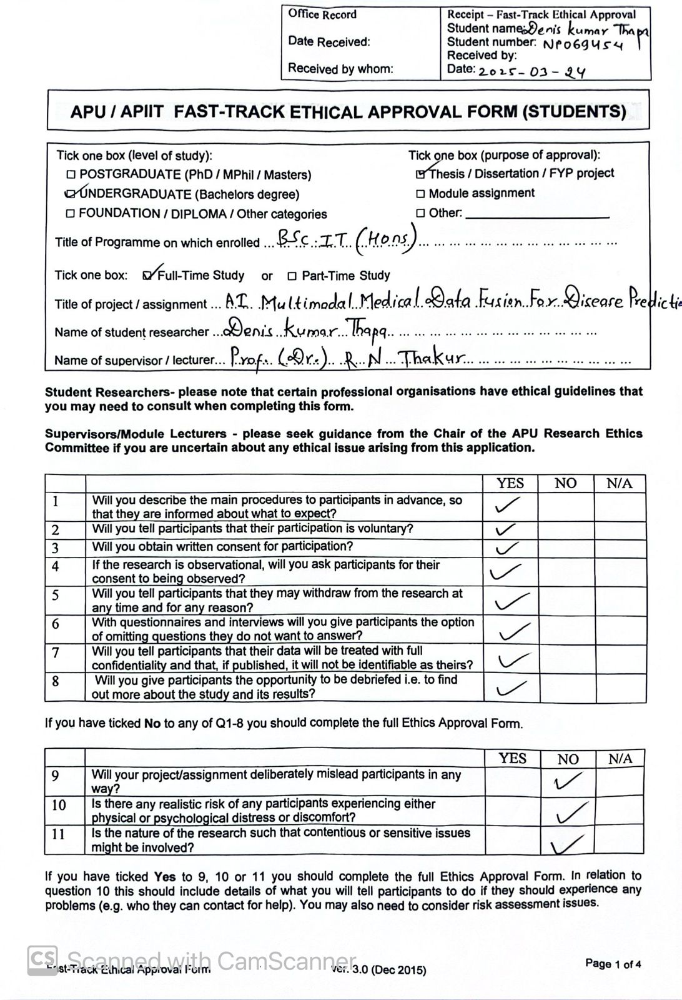 Office Record
Date Received:
Received by whom:
Receipt – Fast-Track Ethical Approval
Student name: Denis kumar Thapa
Student number: NP069454
Received by:
Date: 2025-03-24
APU / APIIT FAST-TRACK ETHICAL APPROVAL FORM (STUDENTS)
Tick one box (level of study):
☐ POSTGRADUATE (PhD / MPhil / Masters)
☑ UNDERGRADUATE (Bachelors degree)
☐ FOUNDATION / DIPLOMA / Other categories
Tick one box (purpose of approval):
☑ Thesis / Dissertation / FYP project
☐ Module assignment
☐ Other: ____________________
Title of Programme on which enrolled ... BSc. IT (Hons) ... ... ... ... ... ... ...
Tick one box: ☑ Full-Time Study or ☐ Part-Time Study
Title of project / assignment ... A.I. Multimodal Medical Data Fusion For Disease Predictio
Name of student researcher ... Denis kumar Thapa ... ... ... ... ... ... ...
Name of supervisor / lecturer... Prof. (Dr.) R N Thakur ... ... ... ... ... ...
Student Researchers- please note that certain professional organisations have ethical guidelines that
you may need to consult when completing this form.
Supervisors/Module Lecturers - please seek guidance from the Chair of the APU Research Ethics
Committee if you are uncertain about any ethical issue arising from this application.
YES NO N/A
1 Will you describe the main procedures to participants in advance, so ✓
that they are informed about what to expect?
2 Will you tell participants that their participation is voluntary? ✓
3 Will you obtain written consent for participation? ✓
4 If the research is observational, will you ask participants for their ✓
consent to being observed?
5 Will you tell participants that they may withdraw from the research at ✓
any time and for any reason?
6 With questionnaires and interviews will you give participants the option ✓
of omitting questions they do not want to answer?
7 Will you tell participants that their data will be treated with full ✓
confidentiality and that, if published, it will not be identifiable as theirs?
8 Will you give participants the opportunity to be debriefed i.e. to find ✓
out more about the study and its results?
If you have ticked No to any of Q1-8 you should complete the full Ethics Approval Form.
YES NO N/A
9 Will your project/assignment deliberately mislead participants in any ✓
way?
10 Is there any realistic risk of any participants experiencing either ✓
physical or psychological distress or discomfort?
11 Is the nature of the research such that contentious or sensitive issues ✓
might be involved?
If you have ticked Yes to 9, 10 or 11 you should complete the full Ethics Approval Form. In relation to
question 10 this should include details of what you will tell participants to do if they should experience any
problems (e.g. who they can contact for help). You may also need to consider risk assessment issues.
CS Scanned with CamScanner
Fast-Track Ethical Approval Form
Ver. 3.0 (Dec 2015)
Page 1 of 4